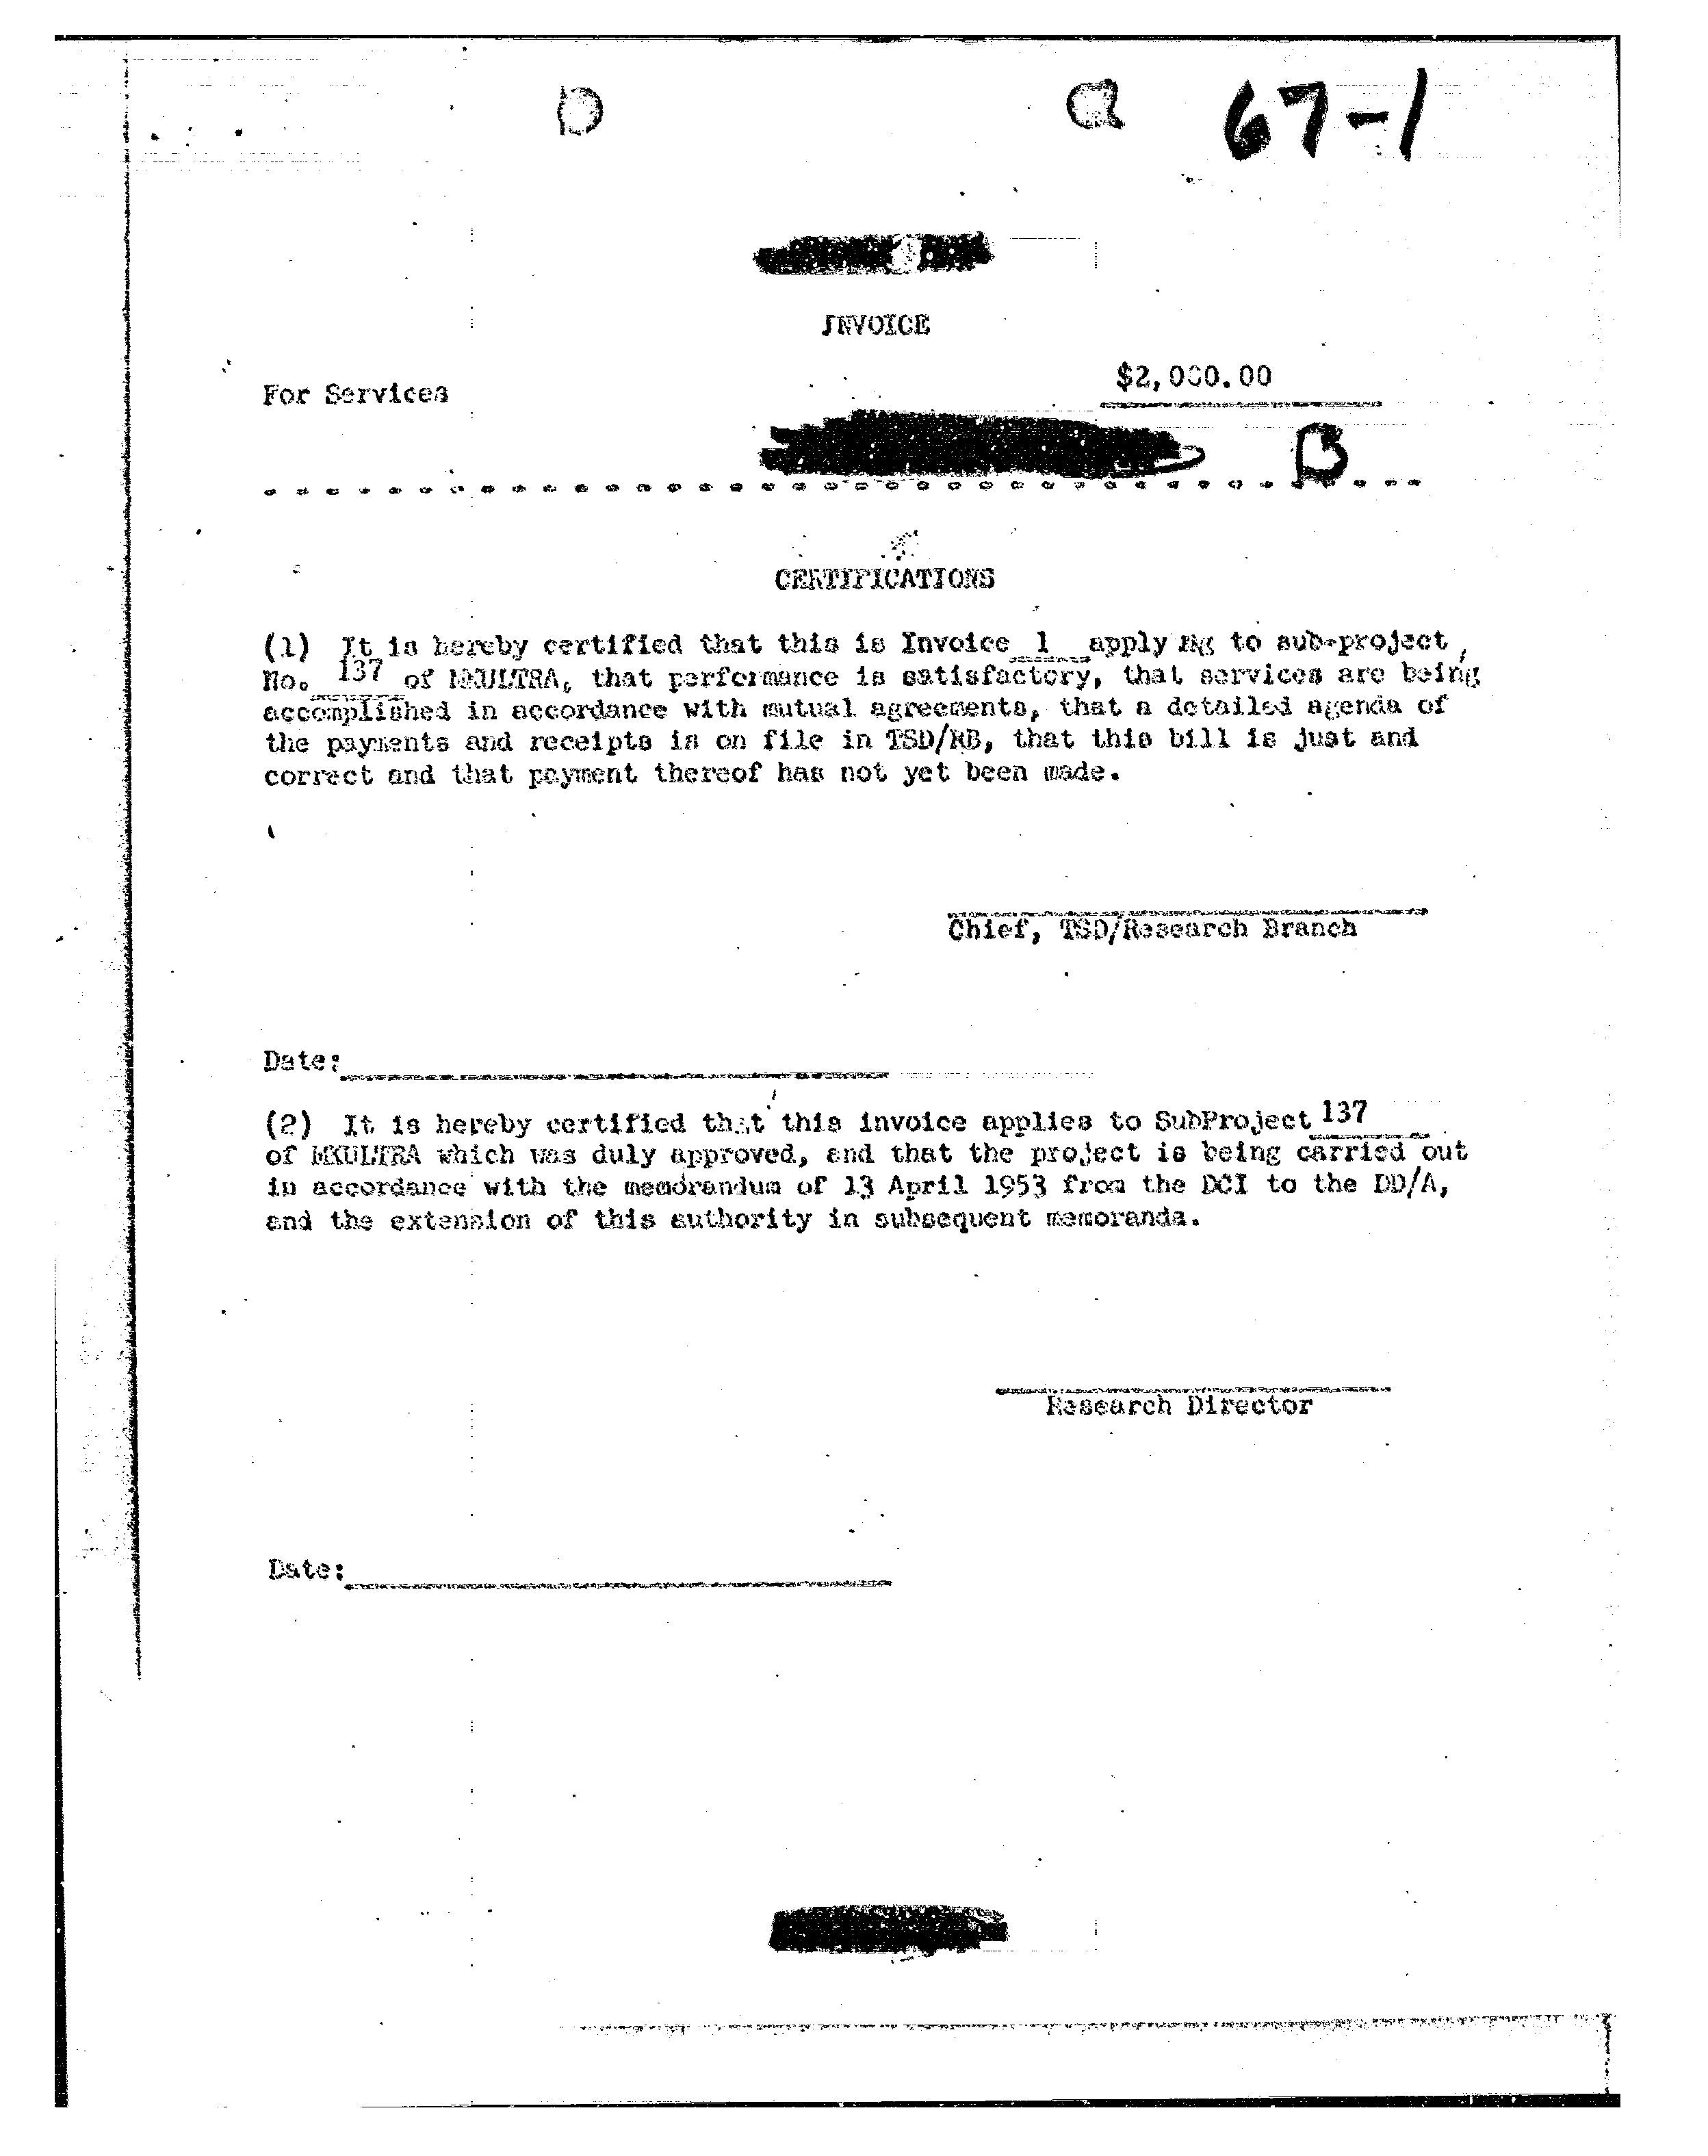 67-1
INVOICE
For Services
$2,000.00
B
CERTIFICATIONS
(1) It is hereby certified that this is Invoice 1 applying to sub-project
No. 137 of MKULTRA, that performance is satisfactory, that services are being
accomplished in accordance with mutual agreements, that a detailed agenda of
the payments and receipts is on file in TSD/RB, that this bill is just and
correct and that payment thereof has not yet been made.
Chief, TSD/Research Branch
Date:
(2) It is hereby certified that this invoice applies to SubProject 137
of MKULTRA which was duly approved, and that the project is being carried out
in accordance with the memorandum of 13 April 1953 from the DCI to the DD/A,
and the extension of this authority in subsequent memoranda.
Research Director
Date: